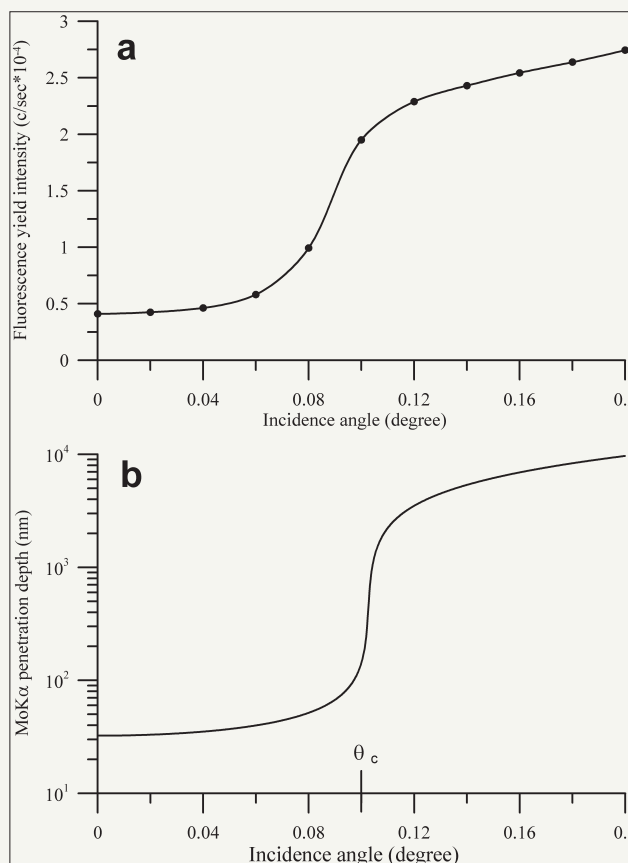 a
Fluorescence yield intensity (c/sec*10⁻⁴)
3
2.5
2
1.5
1
0.5
0
0 0.04 0.08 0.12 0.16 0.
Incidence angle (degree)
b
MoKα penetration depth (nm)
10⁴
10³
10²
10¹
θ c
0 0.04 0.08 0.12 0.16 0.
Incidence angle (degree)